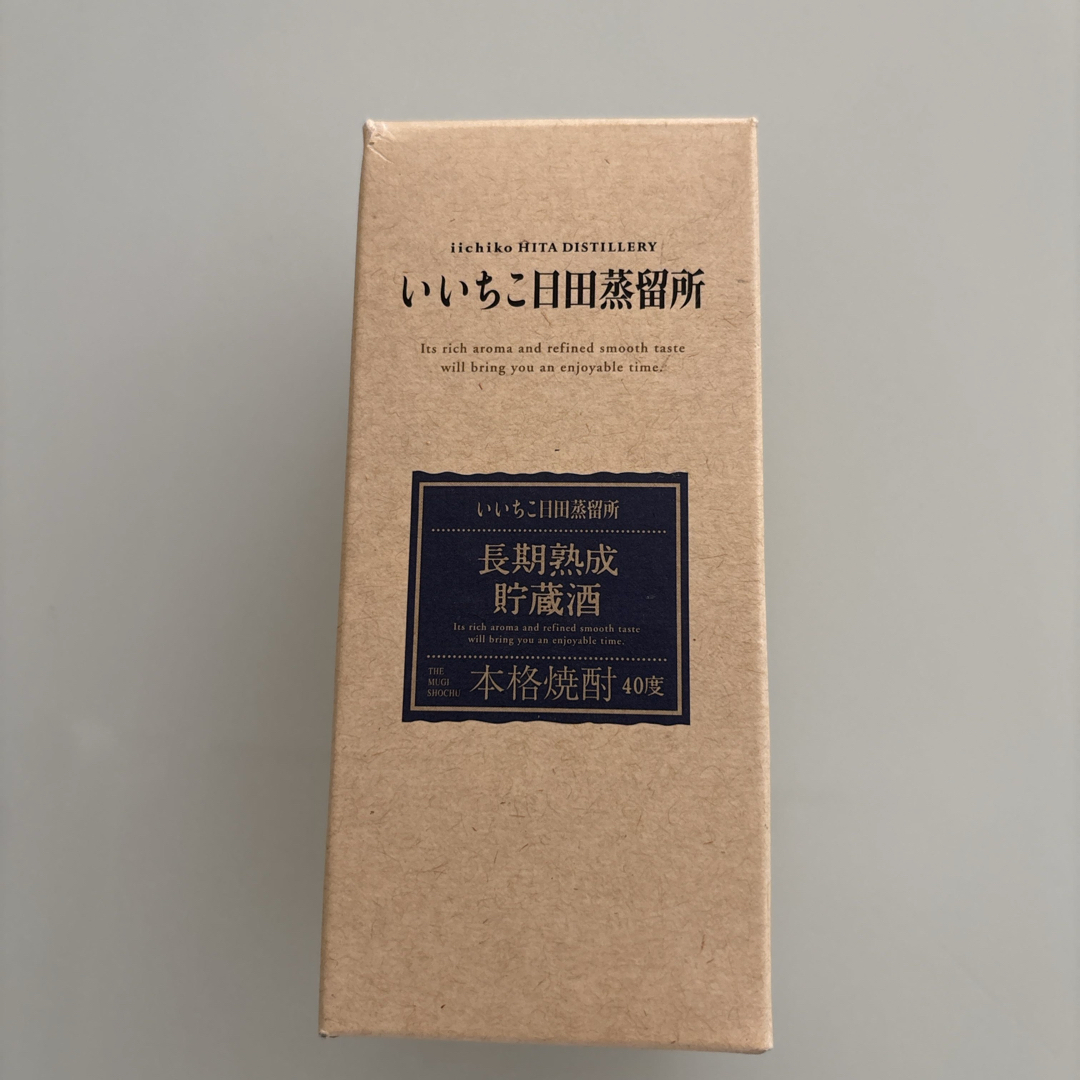 iichiko HITA DISTILLERY
いいちこ日田蒸留所
Its rich aroma and refined smooth taste
will bring you an enjoyable time.
いいちこ日田蒸留所
長期熟成
貯蔵酒
Its rich aroma and refined smooth taste
will bring you an enjoyable time.
THE
MUGI
SHOCHU
本格焼酎 40度